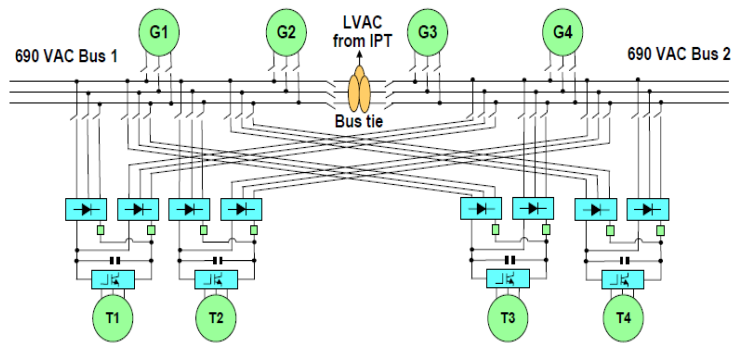 G1
G2
LVAC
from IPT
G3
G4
690 VAC Bus 1
690 VAC Bus 2
Bus tie
T1
T2
T3
T4